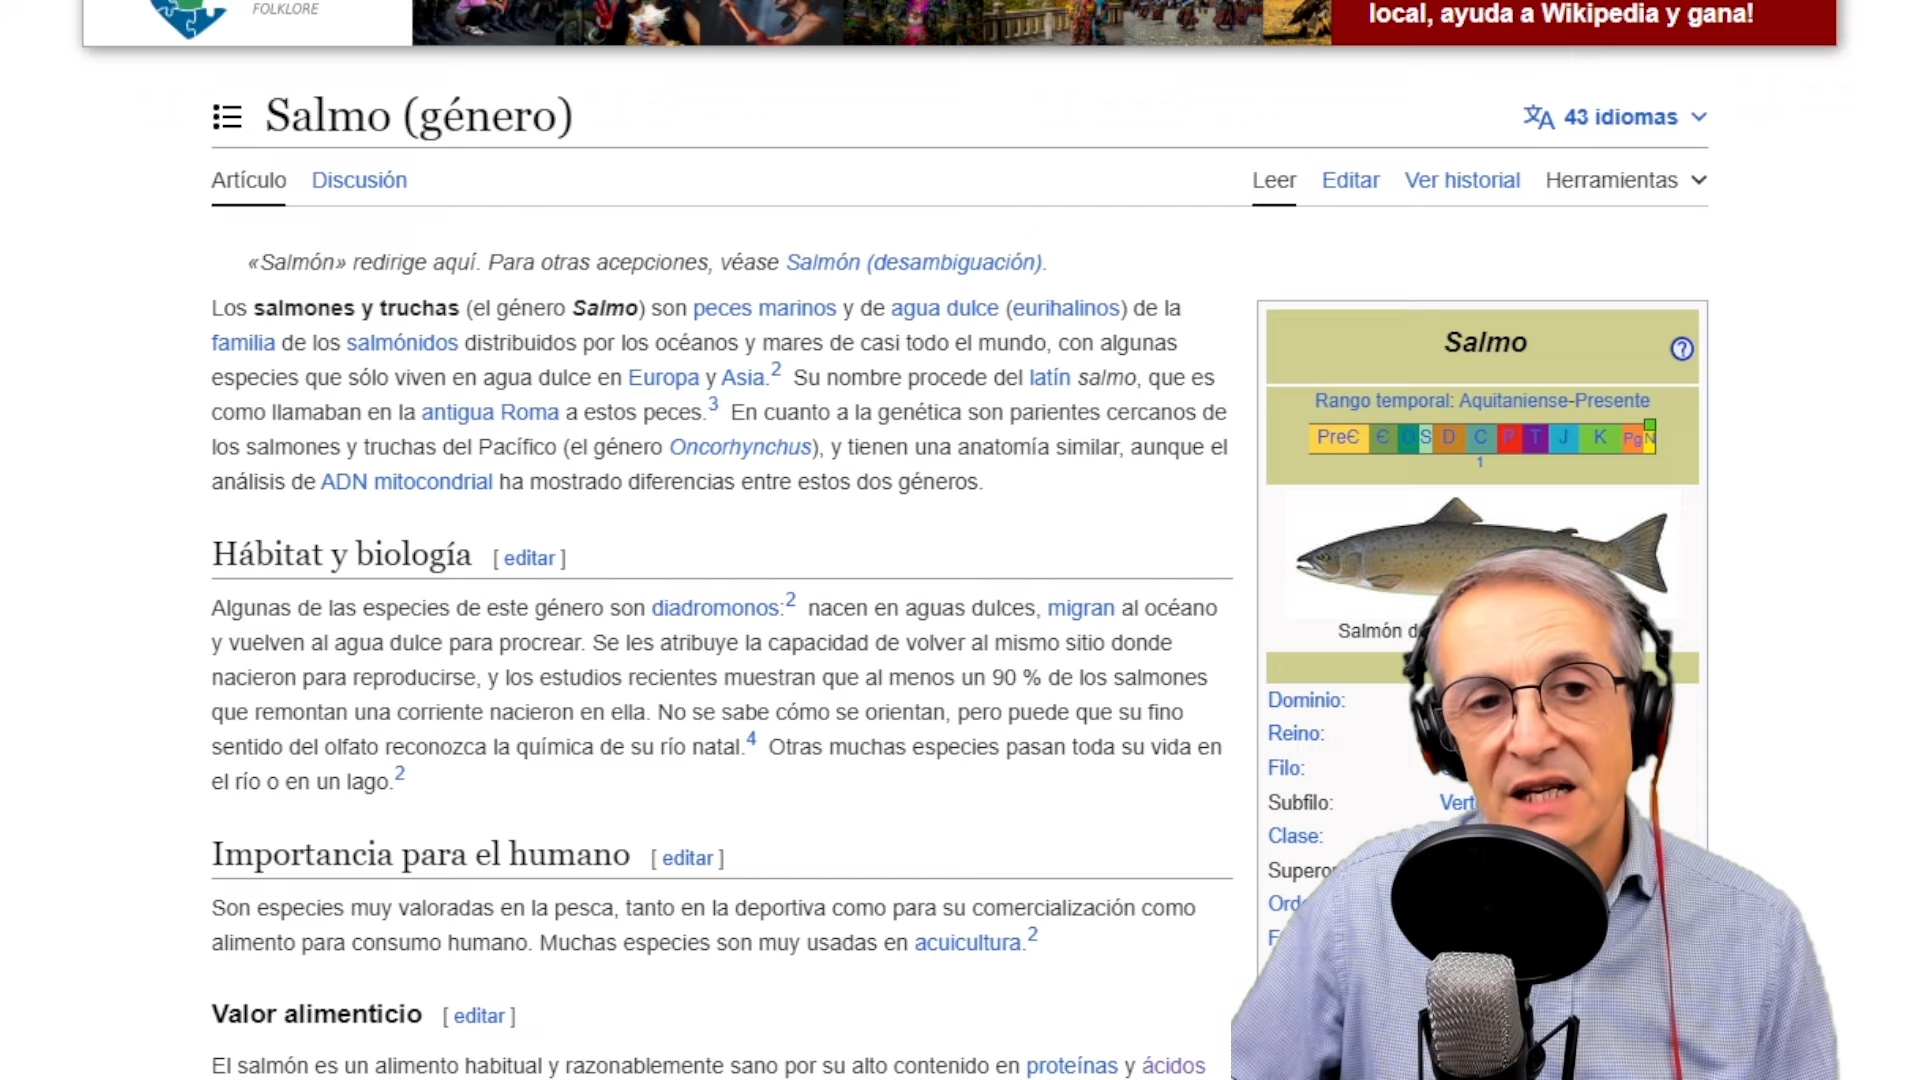 FOLKLORE
local, ayuda a Wikipedia y gana!
Salmo (género)
43 idiomas
Artículo Discusión
Leer Editar Ver historial Herramientas
«Salmón» redirige aquí. Para otras acepciones, véase Salmón (desambiguación).
Los salmones y truchas (el género Salmo) son peces marinos y de agua dulce (eurihalinos) de la
familia de los salmónidos distribuidos por los océanos y mares de casi todo el mundo, con algunas
especies que sólo viven en agua dulce en Europa y Asia.2 Su nombre procede del latín salmo, que es
como llamaban en la antigua Roma a estos peces.3 En cuanto a la genética son parientes cercanos de
los salmones y truchas del Pacífico (el género Oncorhynchus), y tienen una anatomía similar, aunque el
análisis de ADN mitocondrial ha mostrado diferencias entre estos dos géneros.
Hábitat y biología [ editar ]
Algunas de las especies de este género son diadromonos:2 nacen en aguas dulces, migran al océano
y vuelven al agua dulce para procrear. Se les atribuye la capacidad de volver al mismo sitio donde
nacieron para reproducirse, y los estudios recientes muestran que al menos un 90 % de los salmones
que remontan una corriente nacieron en ella. No se sabe cómo se orientan, pero puede que su fino
sentido del olfato reconozca la química de su río natal.4 Otras muchas especies pasan toda su vida en
el río o en un lago.2
Importancia para el humano [ editar ]
Son especies muy valoradas en la pesca, tanto en la deportiva como para su comercialización como
alimento para consumo humano. Muchas especies son muy usadas en acuicultura.2
Valor alimenticio [ editar ]
El salmón es un alimento habitual y razonablemente sano por su alto contenido en proteínas y ácidos
Salmo
Rango temporal: Aquitaniense-Presente
PreЄ Є O S D C P T J K Pg N
1
Salmón d
Dominio:
Reino:
Filo:
Subfilo: Vert
Clase:
Superor
Orde
F